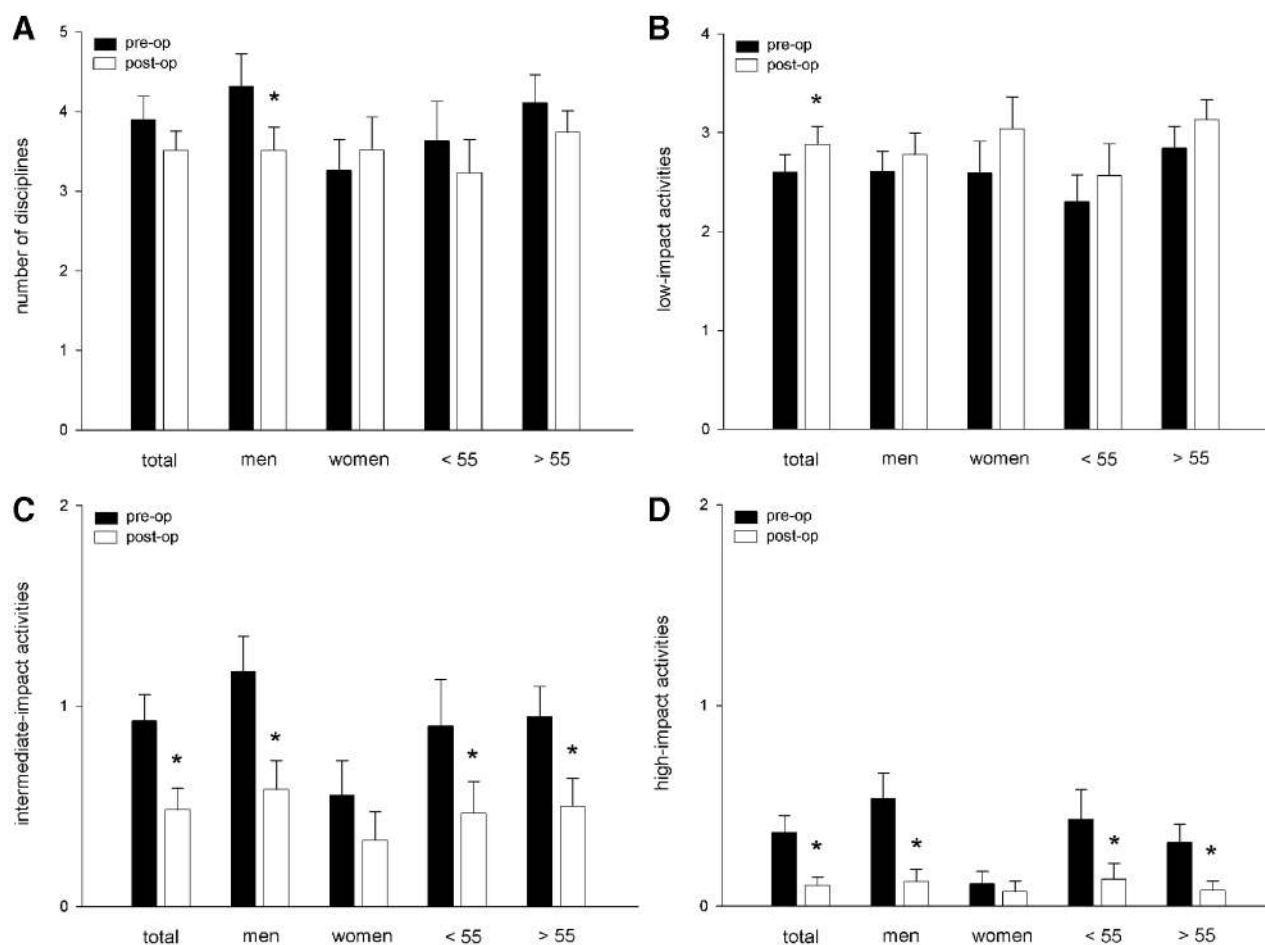 A
pre-op
post-op
5
4
3
2
1
0
number of disciplines
*
total men women < 55 > 55
B
pre-op
post-op
4
3
2
1
0
low-impact activities
*
total men women < 55 > 55
C
pre-op
post-op
2
1
0
intermediate-impact activities
* * * *
total men women < 55 > 55
D
pre-op
post-op
2
1
0
high-impact activities
* * * *
total men women < 55 > 55